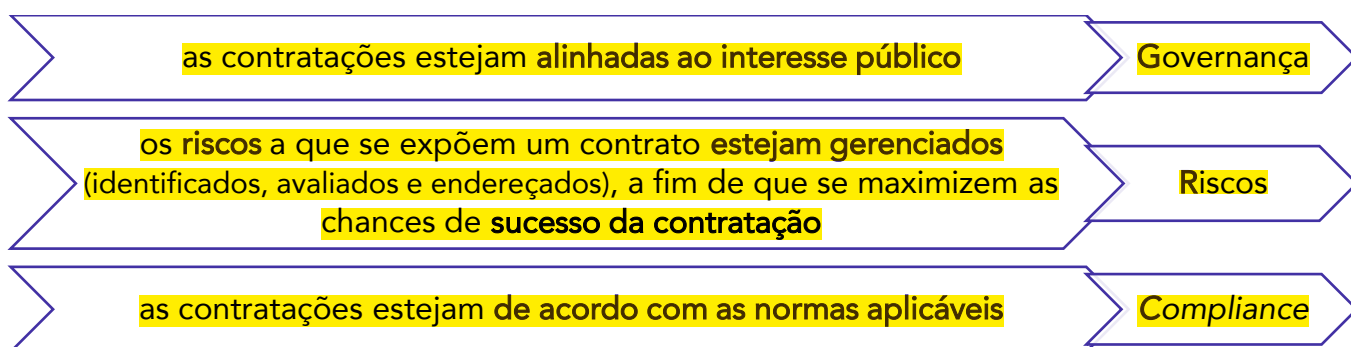 as contratações estejam alinhadas ao interesse público
Governança
os riscos a que se expõem um contrato estejam gerenciados
(identificados, avaliados e endereçados), a fim de que se maximizem as
chances de sucesso da contratação
Riscos
as contratações estejam de acordo com as normas aplicáveis
Compliance